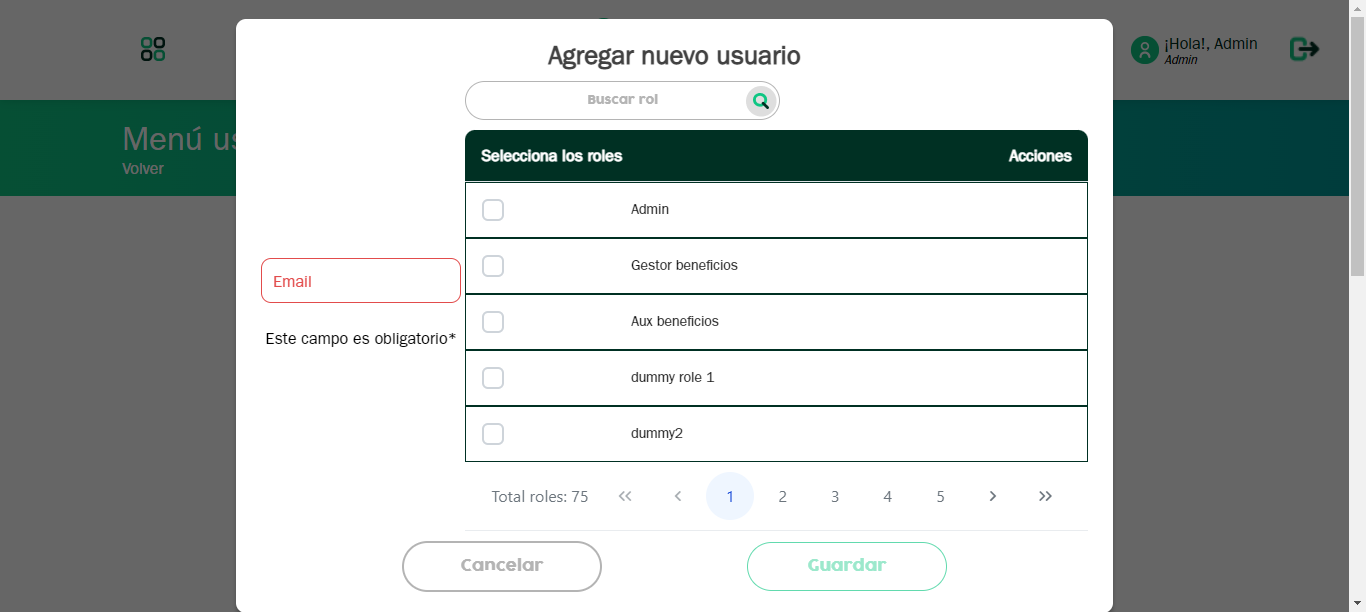 ¡Hola!, Admin
Admin
Menú us
Volver
Agregar nuevo usuario
Buscar rol
Selecciona los roles Acciones
Admin
Gestor beneficios
Email
Aux beneficios
Este campo es obligatorio*
dummy role 1
dummy2
Total roles: 75 « ‹ 1 2 3 4 5 › »
Cancelar Guardar